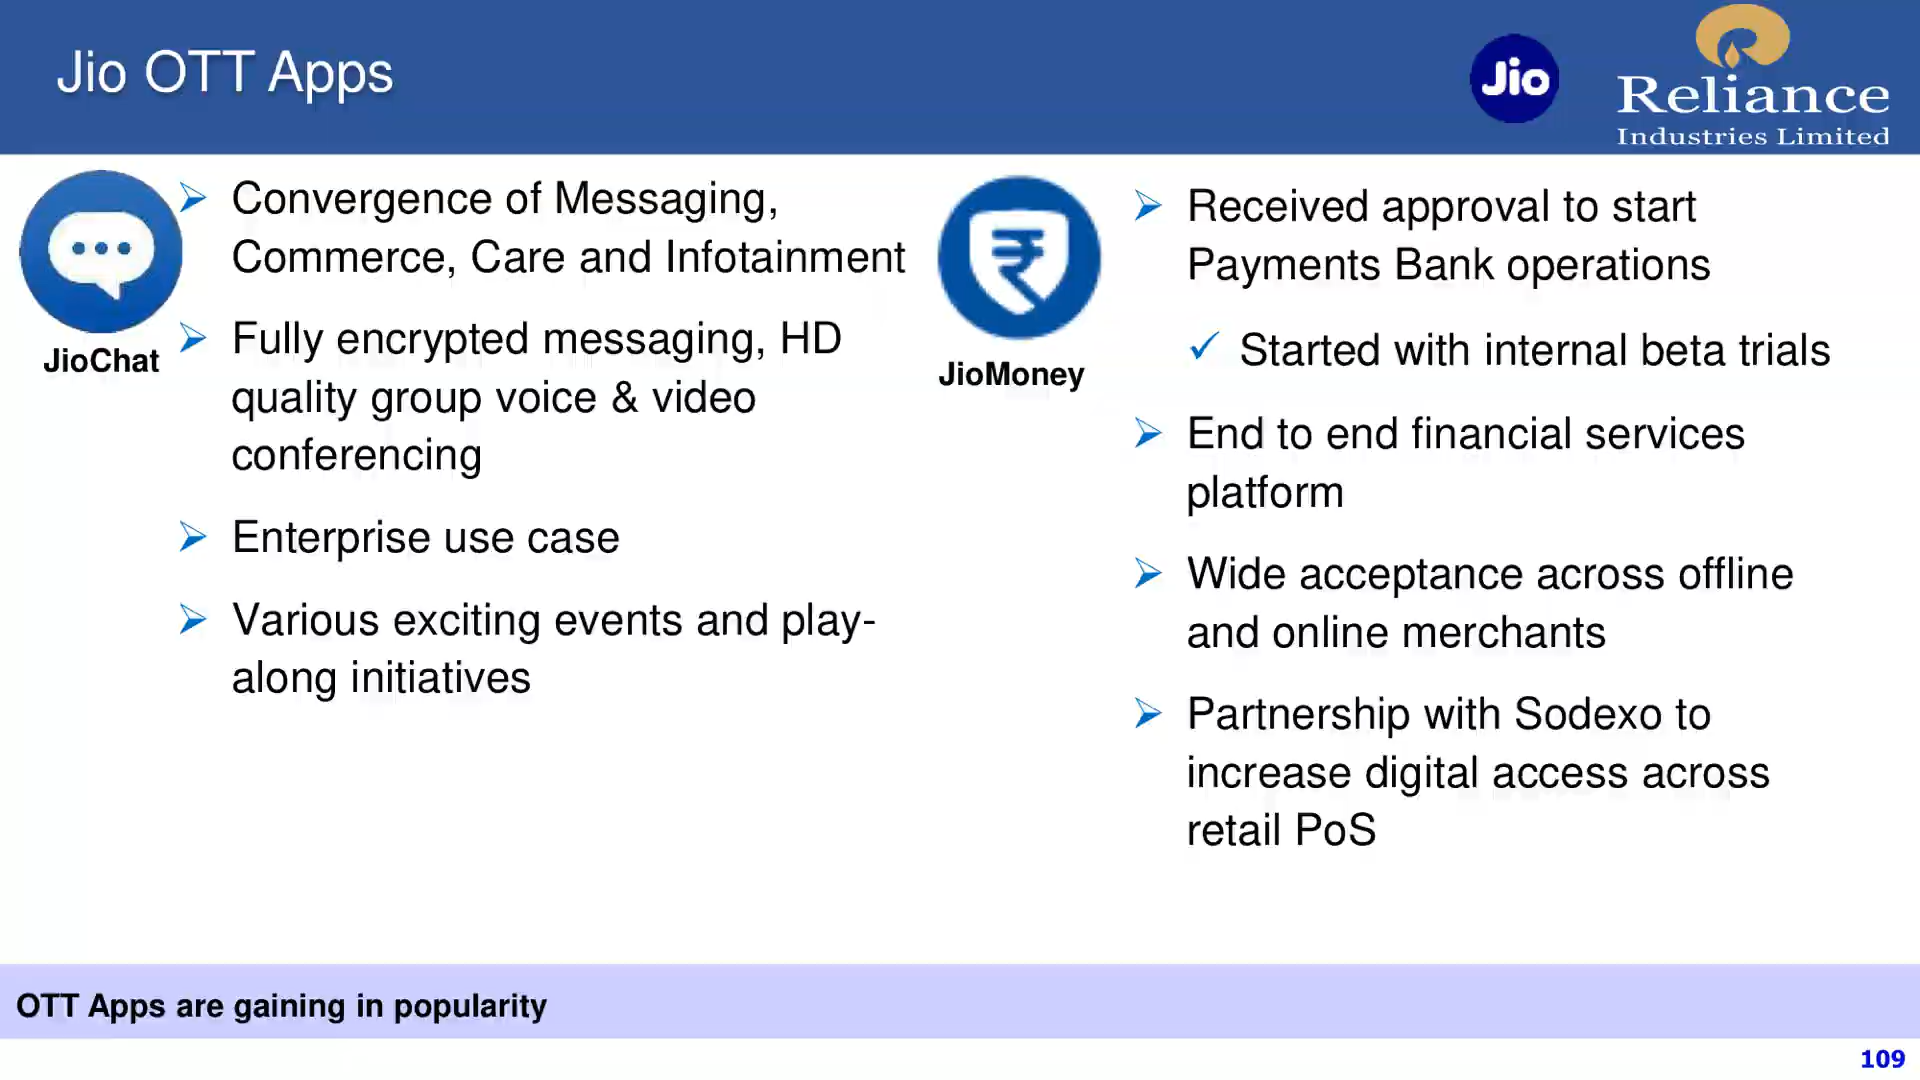 Jio OTT Apps
Jio
Reliance
Industries Limited
JioChat
Convergence of Messaging,
Commerce, Care and Infotainment
Fully encrypted messaging, HD
quality group voice & video
conferencing
Enterprise use case
Various exciting events and play-
along initiatives
JioMoney
Received approval to start
Payments Bank operations
Started with internal beta trials
End to end financial services
platform
Wide acceptance across offline
and online merchants
Partnership with Sodexo to
increase digital access across
retail PoS
OTT Apps are gaining in popularity
109